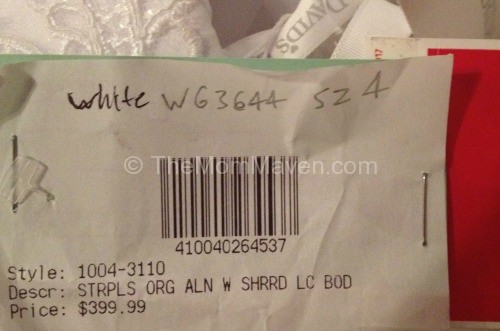 DAVID'S
white WG3644 SZ 4
© TheMomMaven.com
410040264537
Style: 1004-3110
Descr: STRPLS ORG ALN W SHRRD LC BOD
Price: $399.99